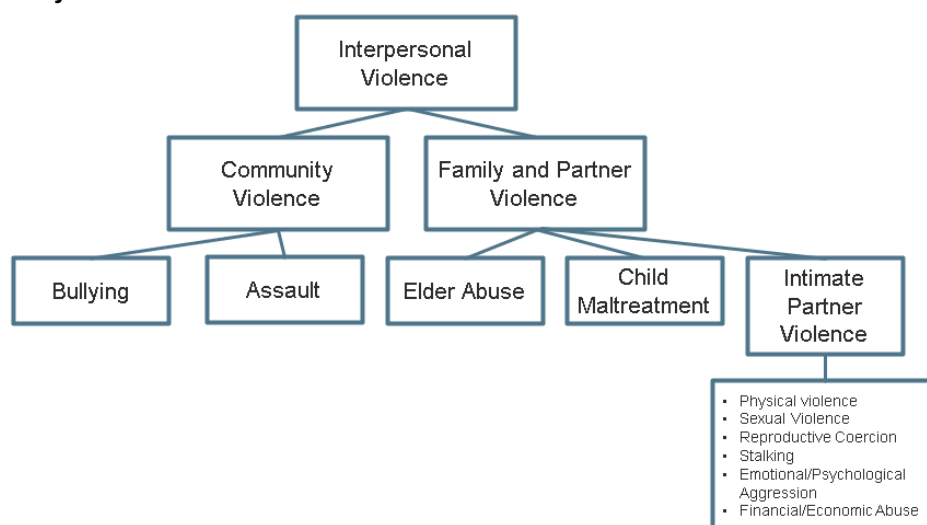 Interpersonal
Violence
Community
Violence
Family and Partner
Violence
Bullying
Assault
Elder Abuse
Child
Maltreatment
Intimate
Partner
Violence
▪ Physical violence
▪ Sexual Violence
▪ Reproductive Coercion
▪ Stalking
▪ Emotional/Psychological
Aggression
▪ Financial/Economic Abuse